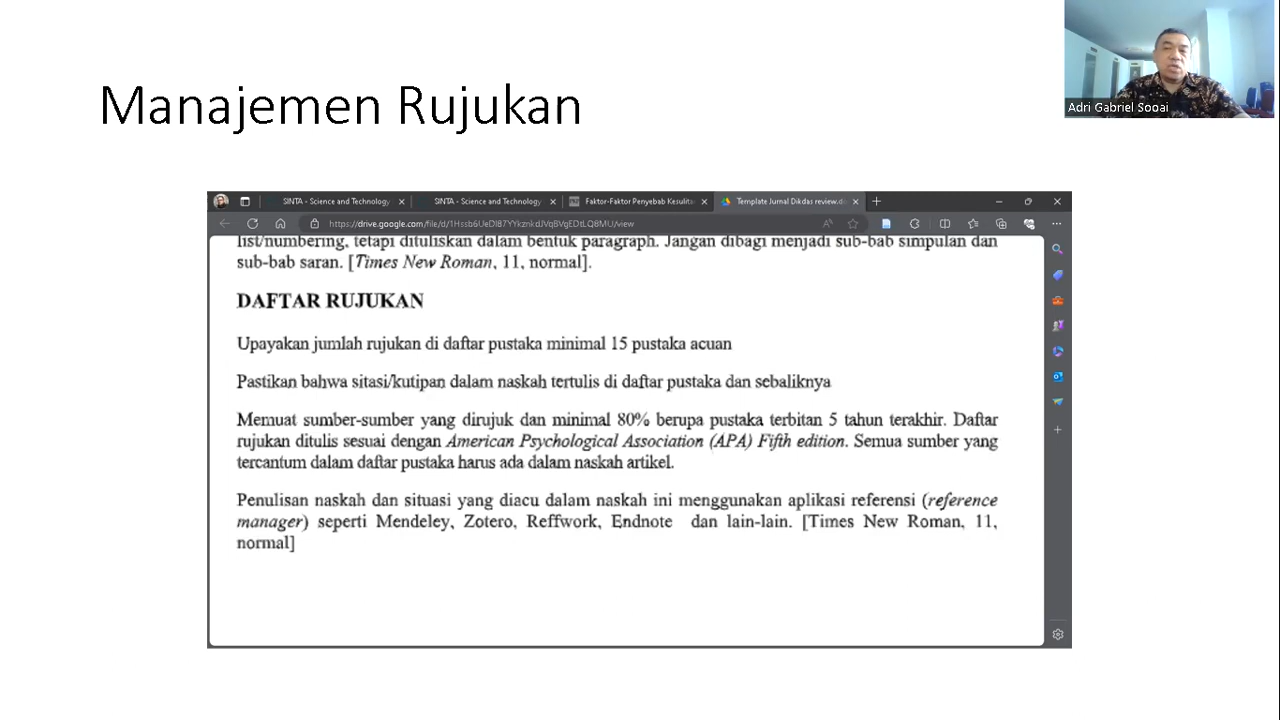 Manajemen Rujukan
Adri Gabriel Sooai
SINTA - Science and Technology
SINTA - Science and Technology
Faktor-Faktor Penyebab Kesulita
Template Jurnal Dikdas review.do
list/numbering, tetapi dituliskan dalam bentuk paragraph. Jangan dibagi menjadi sub-bab simpulan dan
sub-bab saran. [Times New Roman, 11, normal].
DAFTAR RUJUKAN
Upayakan jumlah rujukan di daftar pustaka minimal 15 pustaka acuan
Pastikan bahwa sitasi/kutipan dalam naskah tertulis di daftar pustaka dan sebaliknya
Memuat sumber-sumber yang dirujuk dan minimal 80% berupa pustaka terbitan 5 tahun terakhir. Daftar
rujukan ditulis sesuai dengan American Psychological Association (APA) Fifth edition. Semua sumber yang
tercantum dalam daftar pustaka harus ada dalam naskah artikel.
Penulisan naskah dan situasi yang diacu dalam naskah ini menggunakan aplikasi referensi (reference
manager) seperti Mendeley, Zotero, Reffwork, Endnote dan lain-lain. [Times New Roman, 11,
normal]